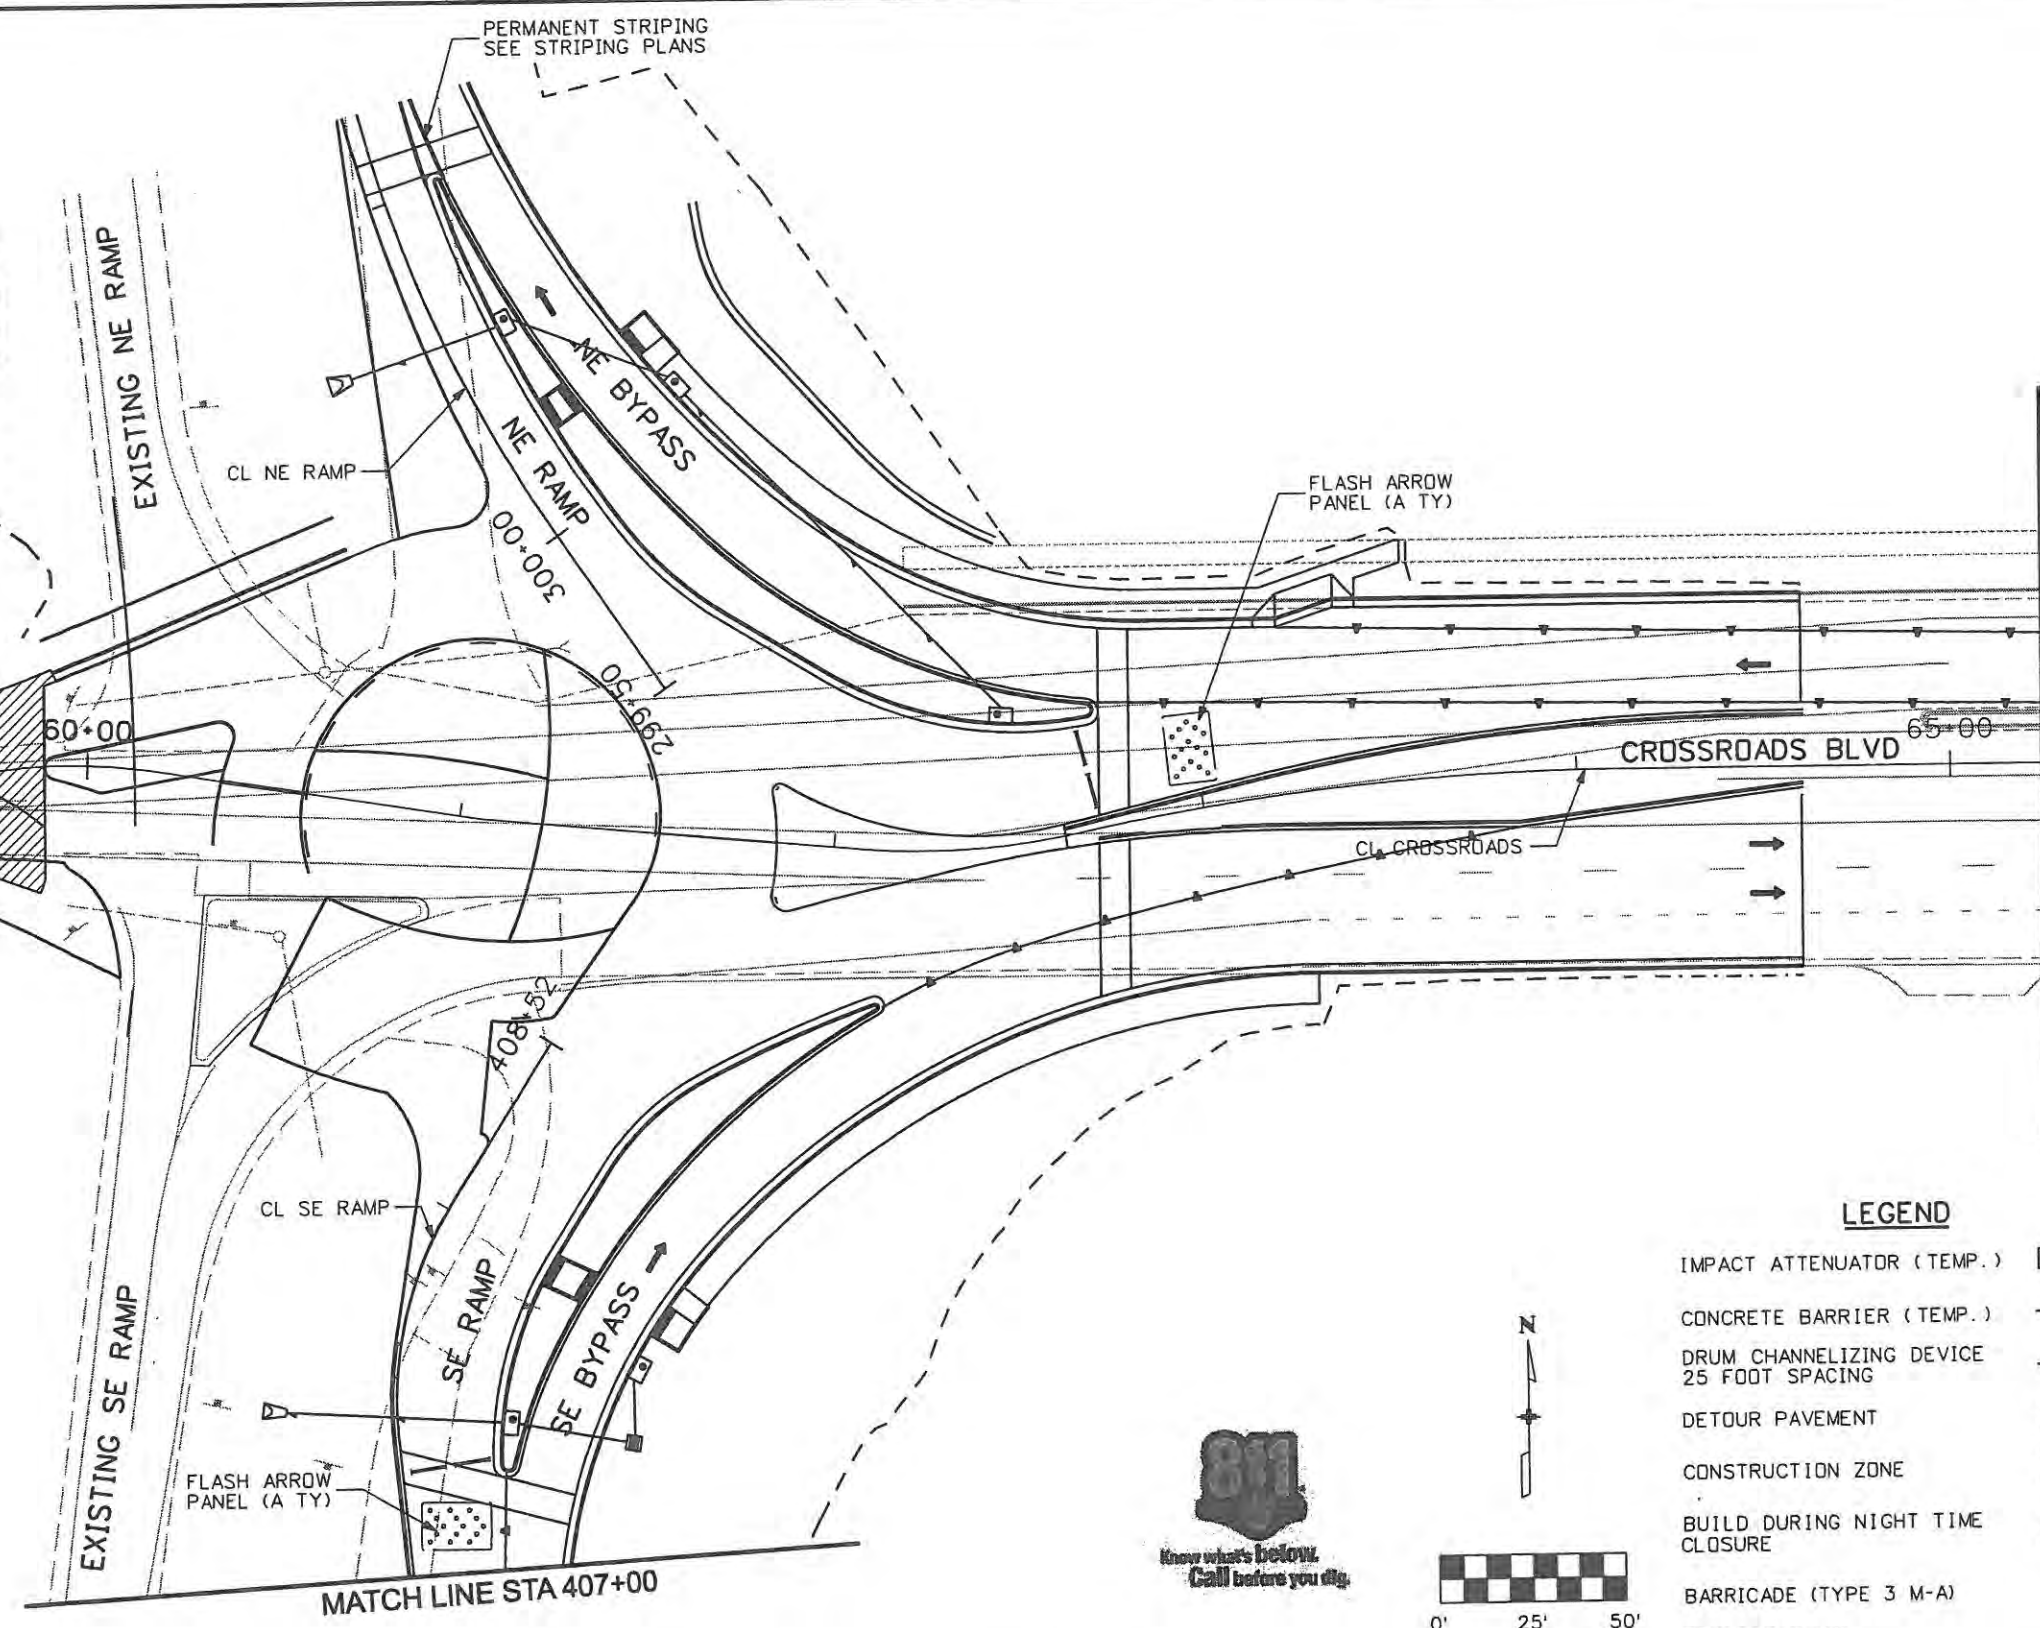 PERMANENT STRIPING
SEE STRIPING PLANS
EXISTING NE RAMP
NE BYPASS
CL NE RAMP
NE RAMP
300+00
FLASH ARROW
PANEL (A TY)
29+50
60+00
65+00
CROSSROADS BLVD
CL CROSSROADS
408+52
CL SE RAMP
SE RAMP
SE BYPASS
EXISTING SE RAMP
FLASH ARROW
PANEL (A TY)
MATCH LINE STA 407+00
LEGEND
IMPACT ATTENUATOR (TEMP.)
CONCRETE BARRIER (TEMP.)
DRUM CHANNELIZING DEVICE
25 FOOT SPACING
DETOUR PAVEMENT
CONSTRUCTION ZONE
BUILD DURING NIGHT TIME
CLOSURE
BARRICADE (TYPE 3 M-A)
N
811
Know what's below.
Call before you dig.
0' 25' 50'